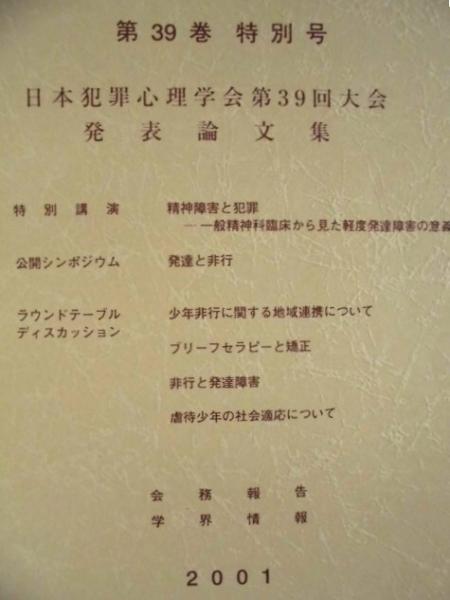 第39巻 特別号
日本犯罪心理学会第39回大会
発表論文集
特別講演 精神障害と犯罪
―一般精神科臨床から見た軽度発達障害の意義
公開シンポジウム 発達と非行
ラウンドテーブル 少年非行に関する地域連携について
ディスカッション
ブリーフセラピーと矯正
非行と発達障害
虐待少年の社会適応について
会務報告
学界情報
2001